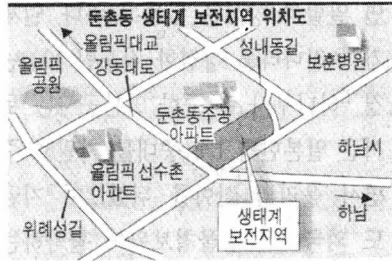 둔촌동 생태계 보전지역 위치도
올림픽대교
성내동길
올림픽
공원
강동대로
보훈병원
둔촌동주공
아파트
하남시
올림픽 선수촌
아파트
위례성길
생태계
보전지역
하남